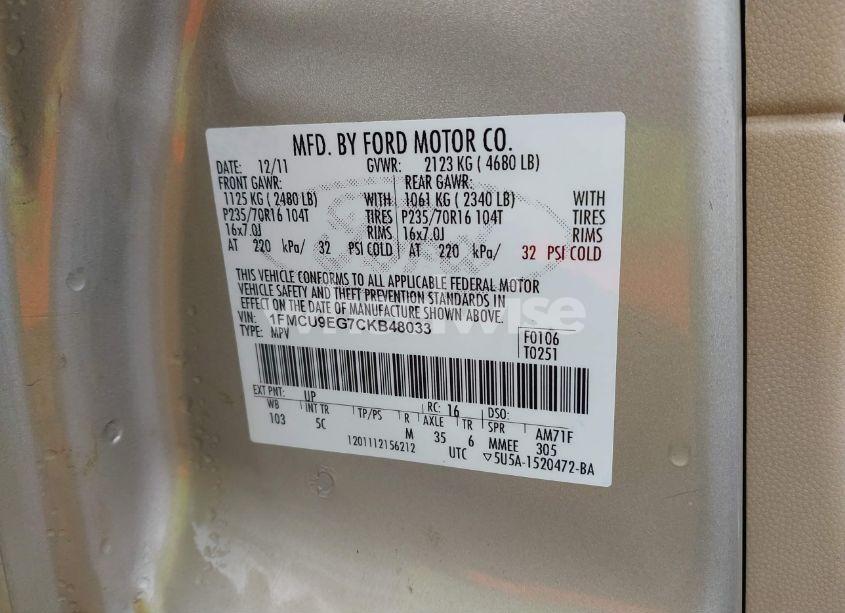 MFD. BY FORD MOTOR CO.
DATE: 12/11 GVWR: 2123 KG ( 4680 LB)
FRONT GAWR: REAR GAWR:
1125 KG ( 2480 LB) WITH 1061 KG ( 2340 LB) WITH
P235/70R16 104T TIRES P235/70R16 104T TIRES
16x7.0J RIMS 16x7.0J RIMS
AT 220 kPa/ 32 PSI COLD AT 220 kPa/ 32 PSI COLD
THIS VEHICLE CONFORMS TO ALL APPLICABLE FEDERAL MOTOR
VEHICLE SAFETY AND THEFT PREVENTION STANDARDS IN
EFFECT ON THE DATE OF MANUFACTURE SHOWN ABOVE.
VIN: 1FMCU9EG7CKB48033
TYPE: MPV
F0106
T0251
EXT PNT: UP RC: 16 DSO:
WB INT TR TP/PS R AXLE TR SPR AM71F
103 5C M 35 6 MMEE 305
1201112156212 UTC ▽5U5A-1520472-BA